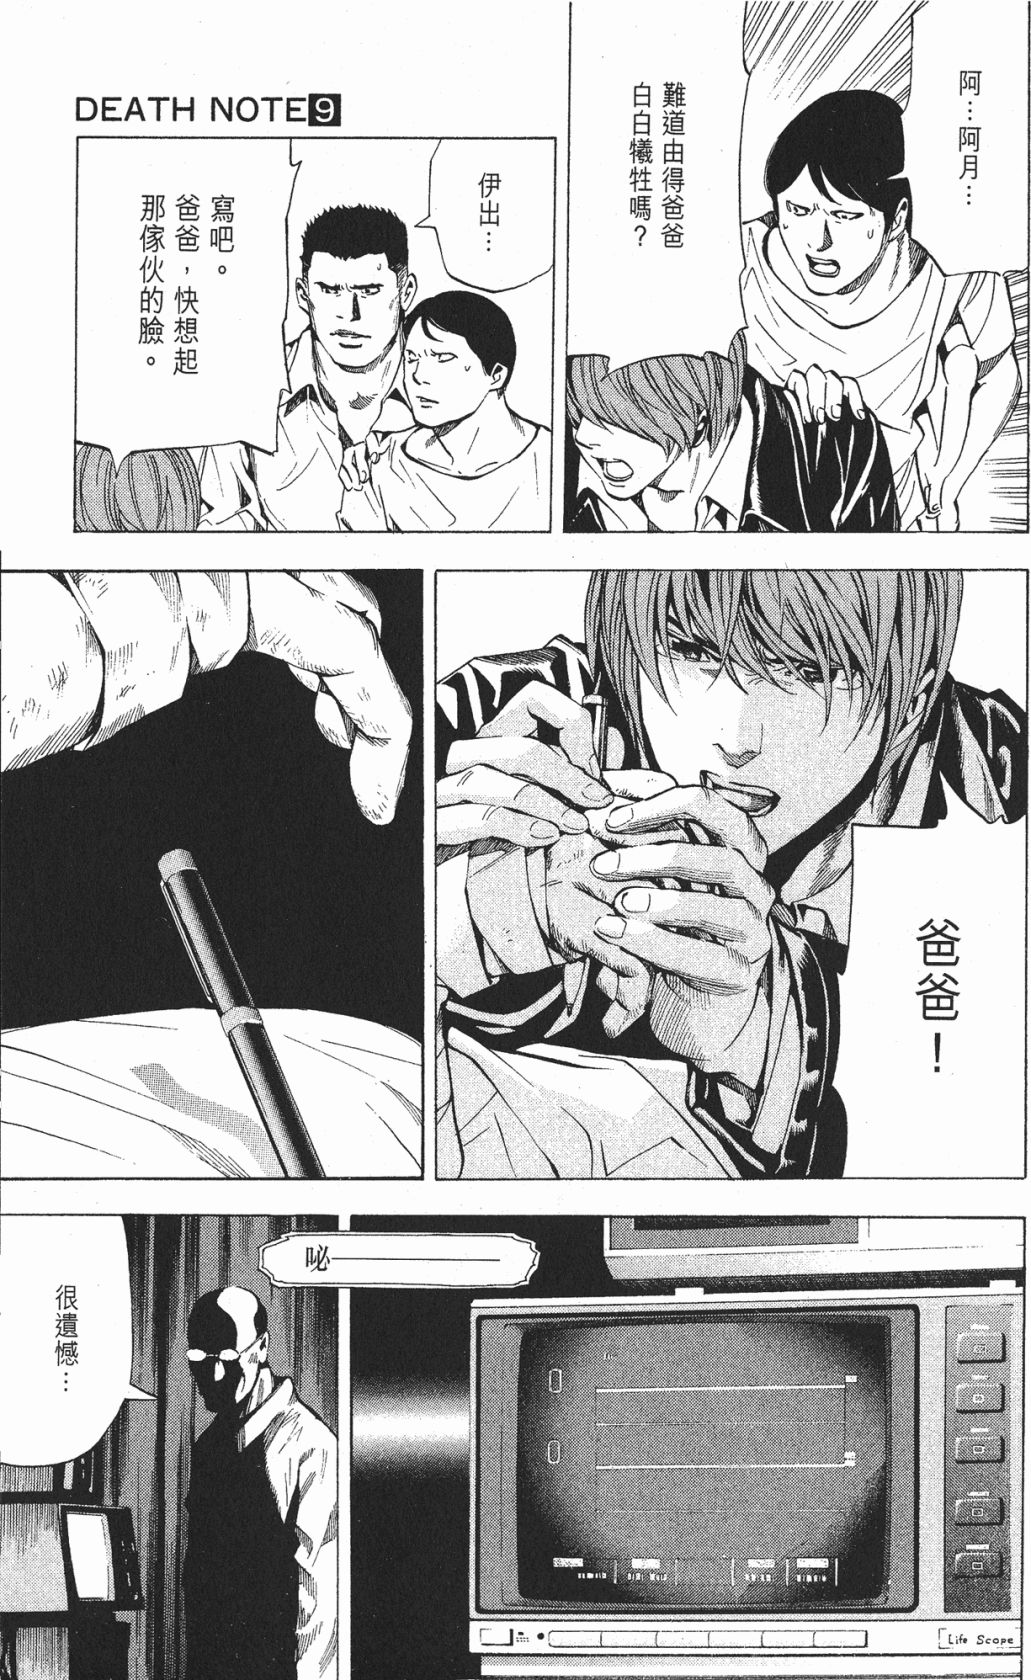 DEATH NOTE 9
阿…阿月…
難道由得爸爸
白白犧牲嗎？
伊出…
寫吧。
爸爸，快想起
那傢伙的臉。
爸爸！
咇————
0
0
Life Scope
很遺憾…